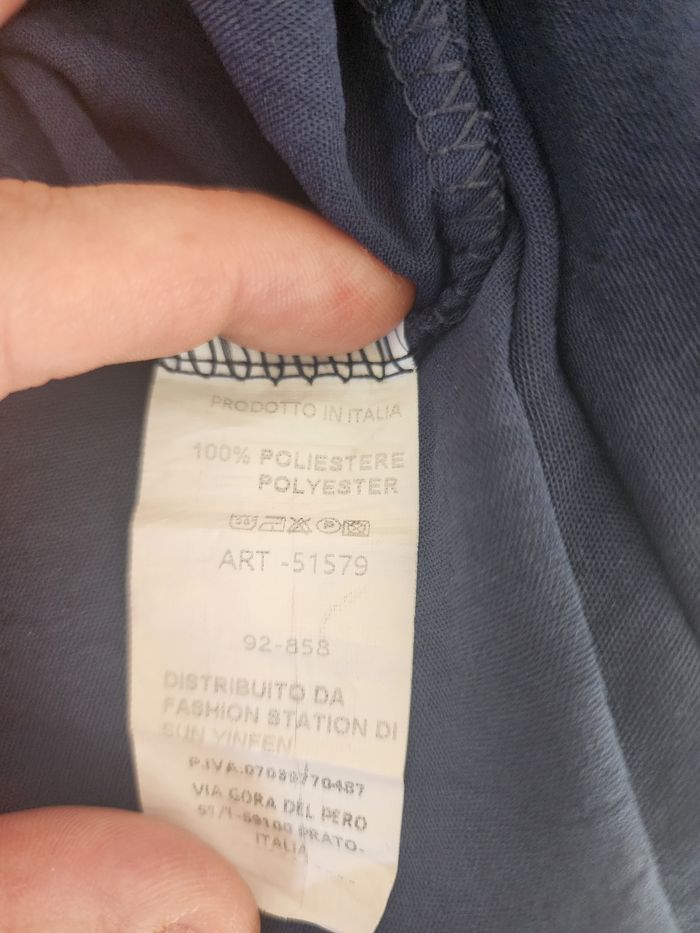 PRODOTTO IN ITALIA
100% POLIESTERE
POLYESTER
ART -51579
92-858
DISTRIBUITO DA
FASHION STATION DI
SUN YINFEN
P.IVA.
VIA GORA DEL PERO
59100 PRATO-
ITALIA